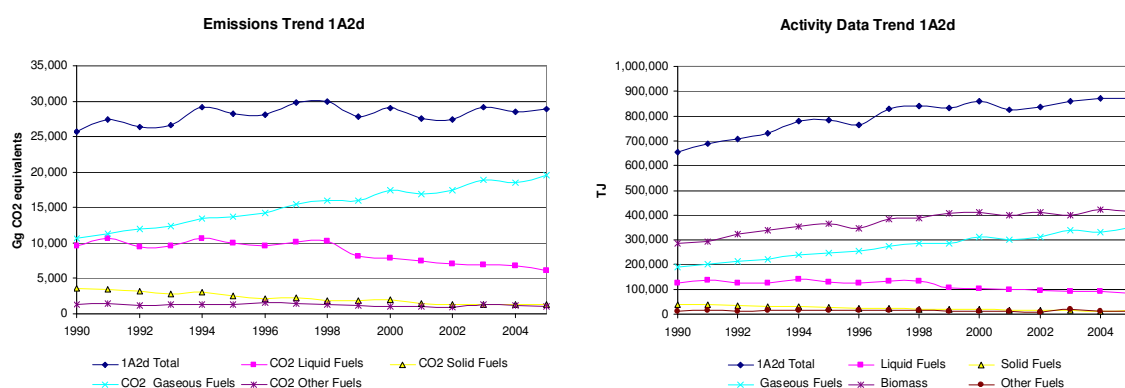 Emissions Trend 1A2d
Gg CO2 equivalents
35,000
30,000
25,000
20,000
15,000
10,000
5,000
0
1990 1992 1994 1996 1998 2000 2002 2004
1A2d Total CO2 Liquid Fuels CO2 Solid Fuels
CO2 Gaseous Fuels CO2 Other Fuels
Activity Data Trend 1A2d
TJ
1,000,000
900,000
800,000
700,000
600,000
500,000
400,000
300,000
200,000
100,000
0
1990 1992 1994 1996 1998 2000 2002 2004
1A2d Total Liquid Fuels Solid Fuels
Gaseous Fuels Biomass Other Fuels